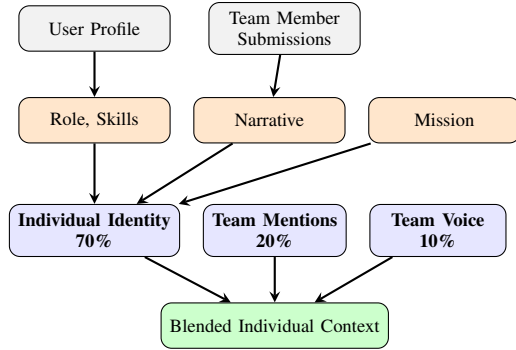 User Profile
Team Member
Submissions
Role, Skills
Narrative
Mission
Individual Identity
70%
Team Mentions
20%
Team Voice
10%
Blended Individual Context